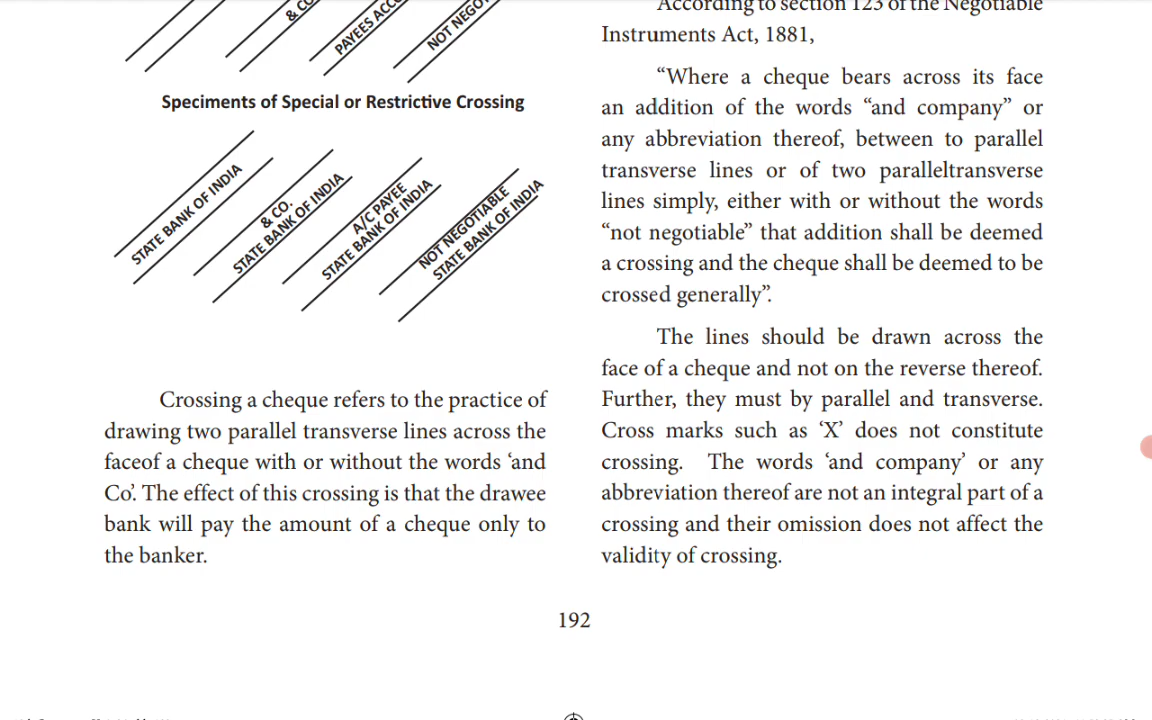 & CO
PAYEES ACC
NOT NEGO
Speciments of Special or Restrictive Crossing
STATE BANK OF INDIA
& CO.
STATE BANK OF INDIA
A/C PAYEE
STATE BANK OF INDIA
NOT NEGOTIABLE
STATE BANK OF INDIA
Crossing a cheque refers to the practice of
drawing two parallel transverse lines across the
faceof a cheque with or without the words ‘and
Co’. The effect of this crossing is that the drawee
bank will pay the amount of a cheque only to
the banker.
According to section 123 of the Negotiable
Instruments Act, 1881,
“Where a cheque bears across its face
an addition of the words “and company” or
any abbreviation thereof, between to parallel
transverse lines or of two paralleltransverse
lines simply, either with or without the words
“not negotiable” that addition shall be deemed
a crossing and the cheque shall be deemed to be
crossed generally”.
The lines should be drawn across the
face of a cheque and not on the reverse thereof.
Further, they must by parallel and transverse.
Cross marks such as ‘X’ does not constitute
crossing. The words ‘and company’ or any
abbreviation thereof are not an integral part of a
crossing and their omission does not affect the
validity of crossing.
192